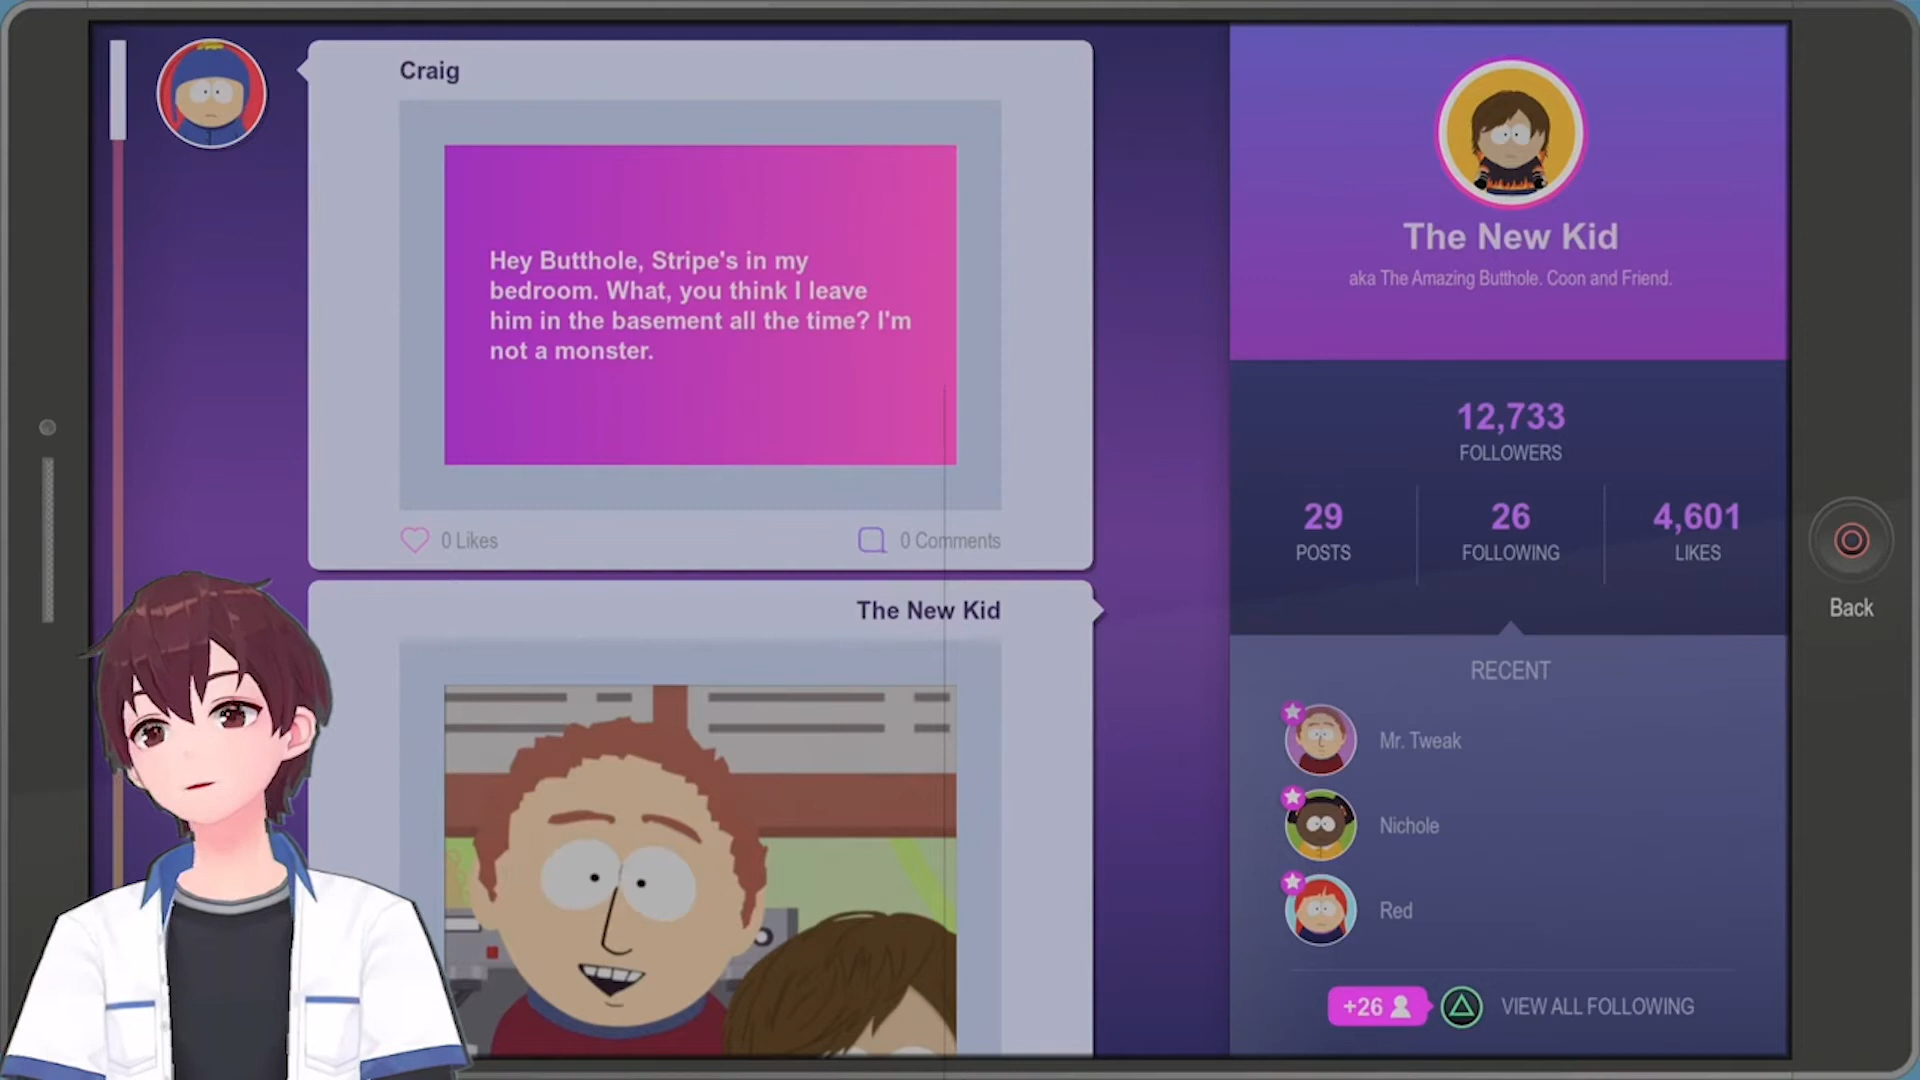 Craig
Hey Butthole, Stripe's in my
bedroom. What, you think I leave
him in the basement all the time? I'm
not a monster.
0 Likes
0 Comments
The New Kid
The New Kid
aka The Amazing Butthole. Coon and Friend.
12,733
FOLLOWERS
29
POSTS
26
FOLLOWING
4,601
LIKES
RECENT
Mr. Tweak
Nichole
Red
+26
VIEW ALL FOLLOWING
Back